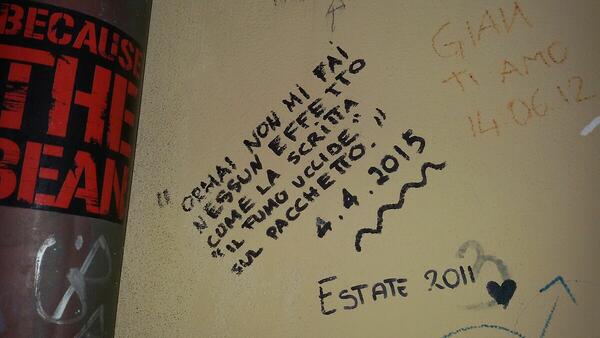 BECAUSE
THE
BEAN
"ORMAI NON MI FAI
NESSUN EFFETTO
COME LA SCRITTA
"IL FUMO UCCIDE"
SUL PACCHETTO."
4.4.2015
GIAN
TI AMO
14.06.12
ESTATE 2011
3